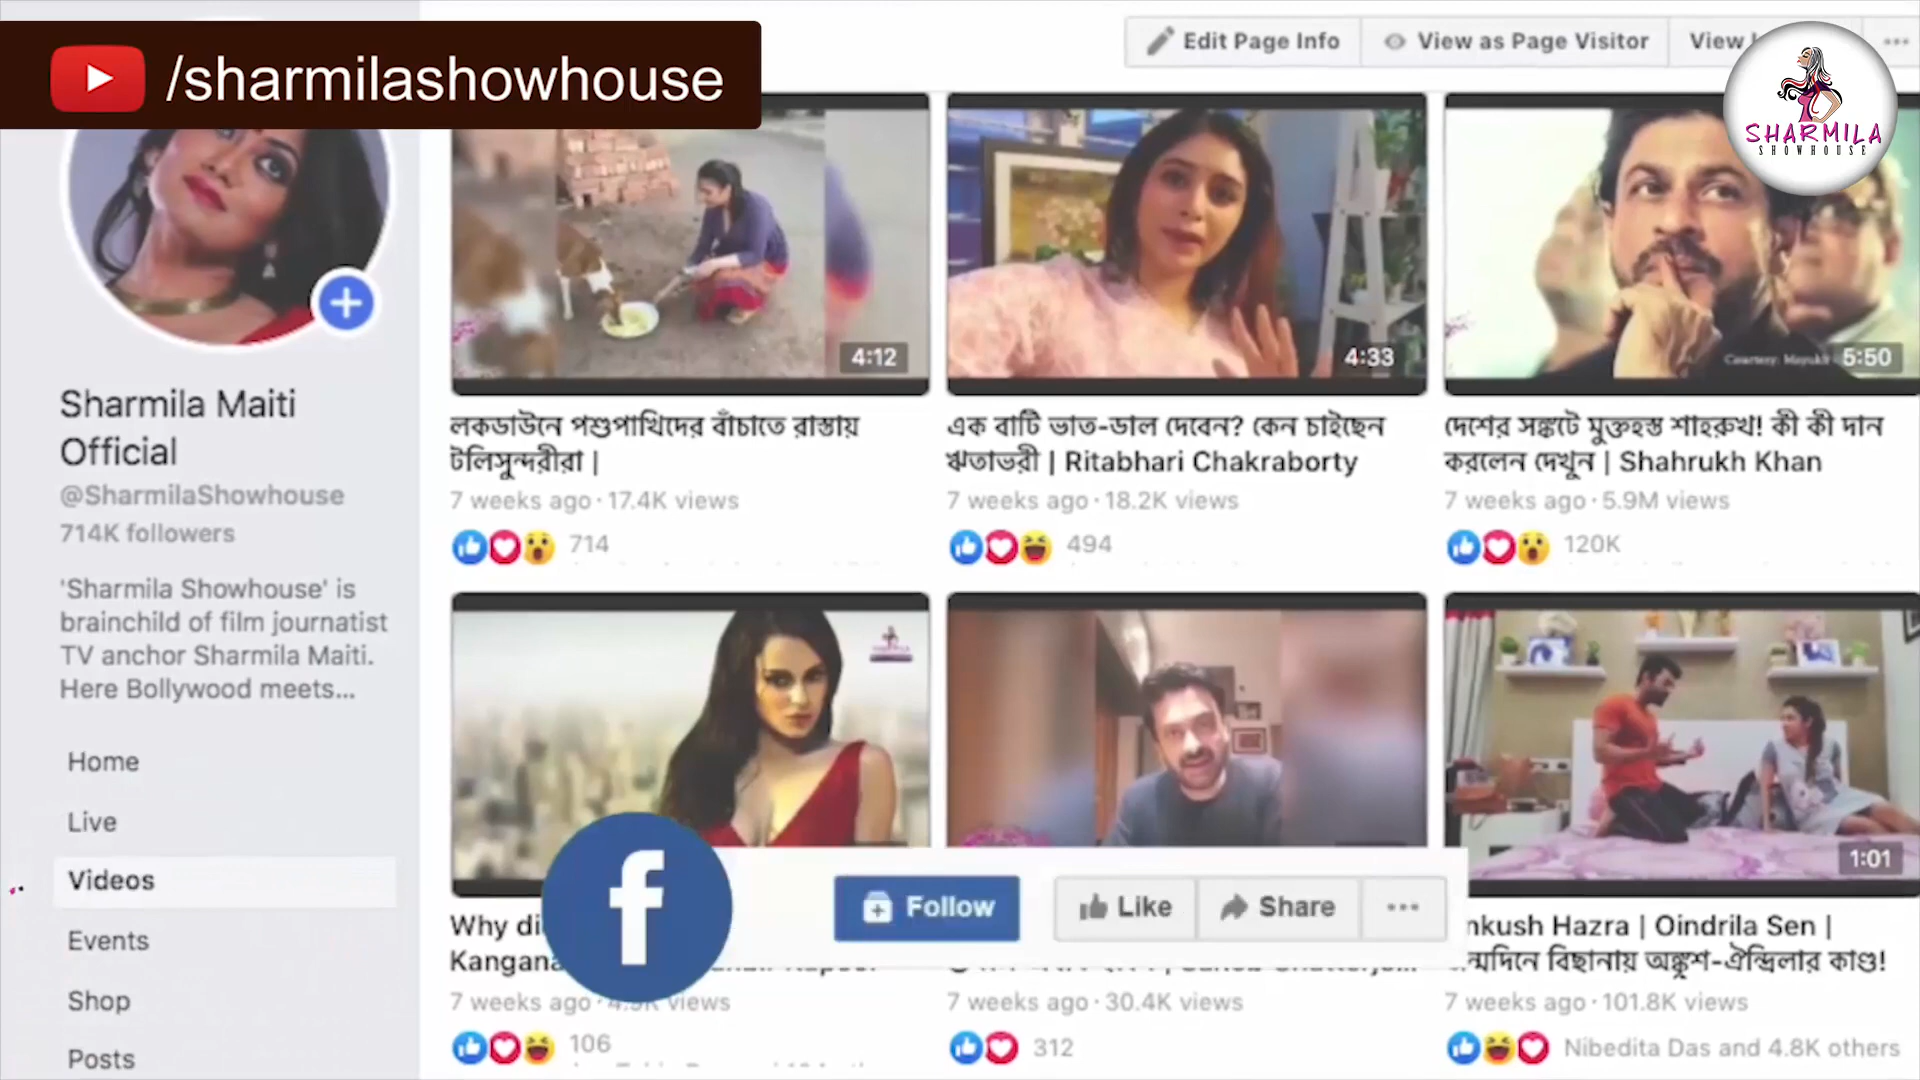 /sharmilashowhouse
Edit Page Info
View as Page Visitor
View
SHARMILA
SHOWHOUSE
Sharmila Maiti
Official
@SharmilaShowhouse
714K followers
'Sharmila Showhouse' is
brainchild of film journatist
TV anchor Sharmila Maiti.
Here Bollywood meets...
Home
Live
Videos
Events
Shop
Posts
4:12
লকডাউনে পশুপাখিদের বাঁচাতে রাস্তায়
টলিসুন্দরীরা |
7 weeks ago · 17.4K views
714
4:33
এক বাটি ভাত-ডাল দেবেন? কেন চাইছেন
ঋতাভরী | Ritabhari Chakraborty
7 weeks ago · 18.2K views
494
Courtesy:
5:50
দেশের সঙ্কটে মুক্তহস্ত শাহরুখ! কী কী দান
করলেন দেখুন | Shahrukh Khan
7 weeks ago · 5.9M views
120K
Why di
Kangana
7 weeks ago · views
106
f
Follow
Like
Share
7 weeks ago · 30.4K views
312
1:01
nkush Hazra | Oindrila Sen |
ন্মদিনে বিছানায় অঙ্কুশ-ঐন্দ্রিলার কাণ্ড!
7 weeks ago · 101.8K views
Nibedita Das and 4.8K others